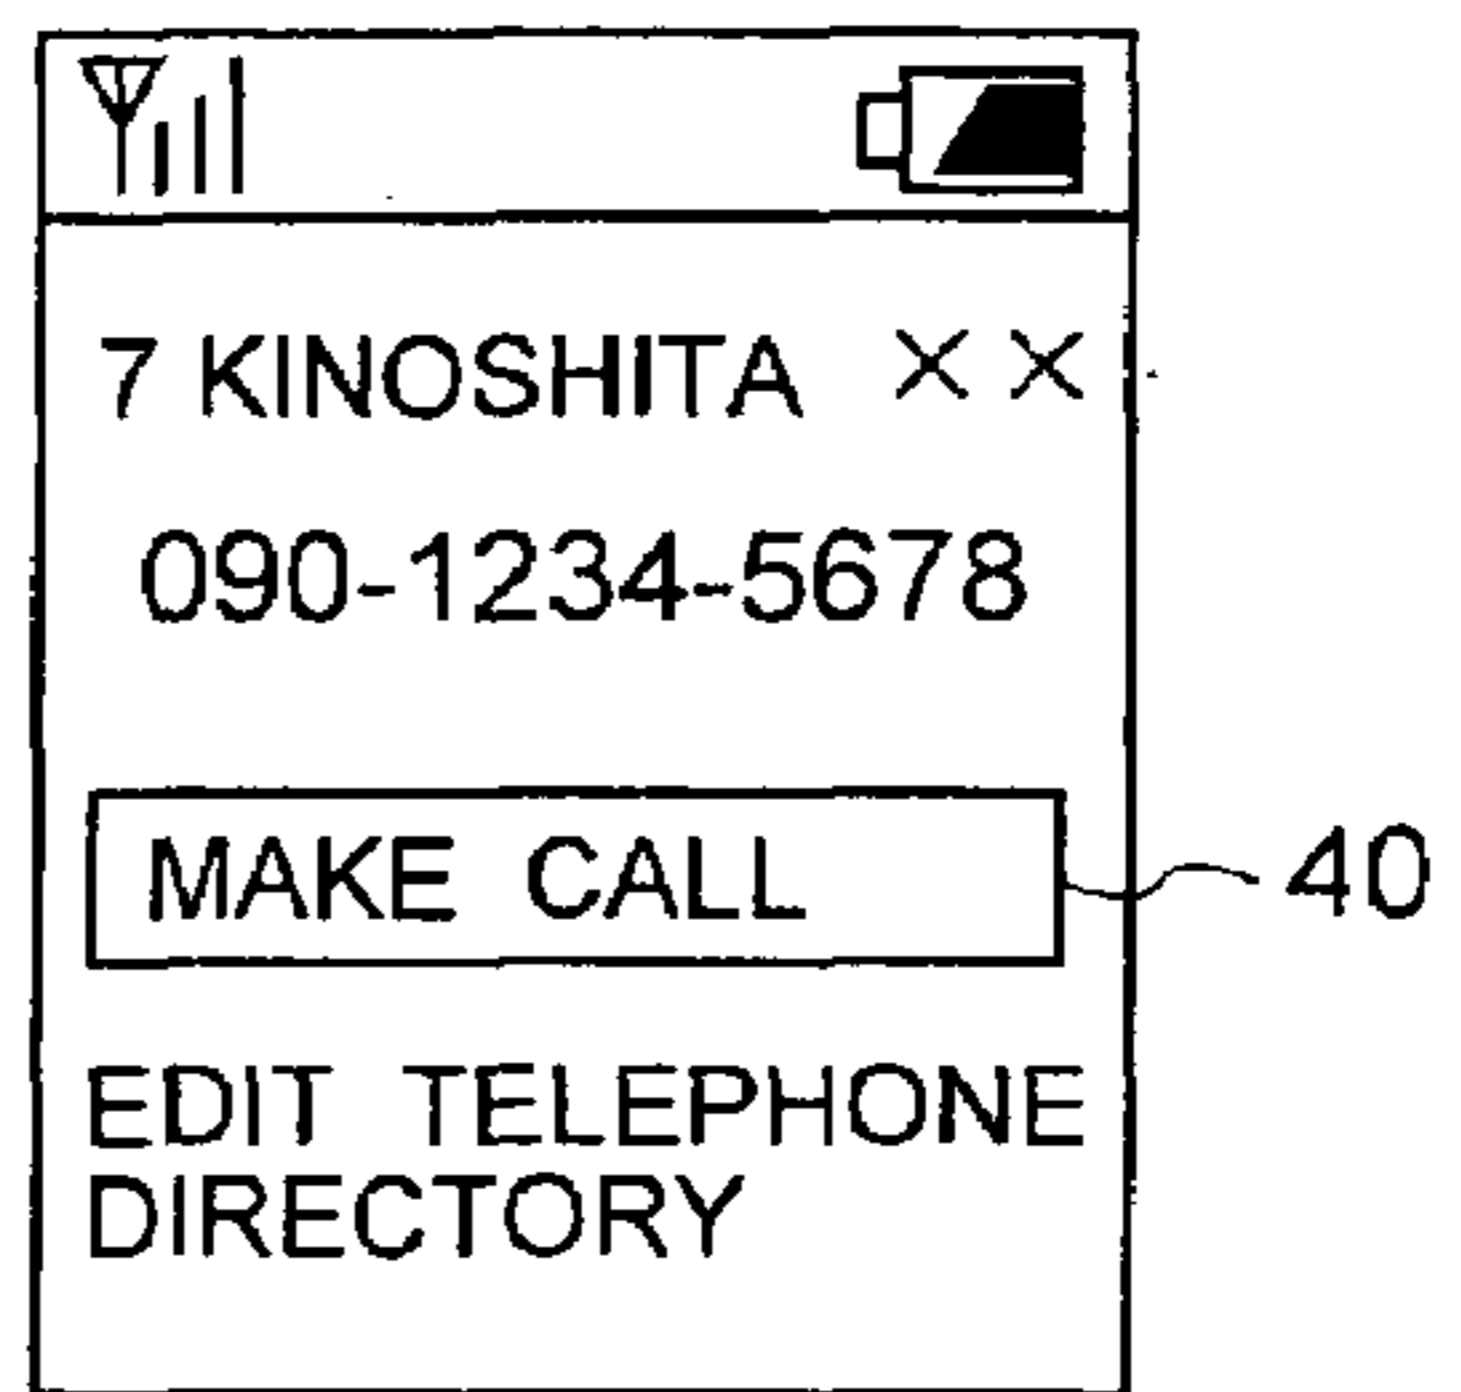 7 KINOSHITA ××
090-1234-5678
MAKE CALL
40
EDIT TELEPHONE
DIRECTORY